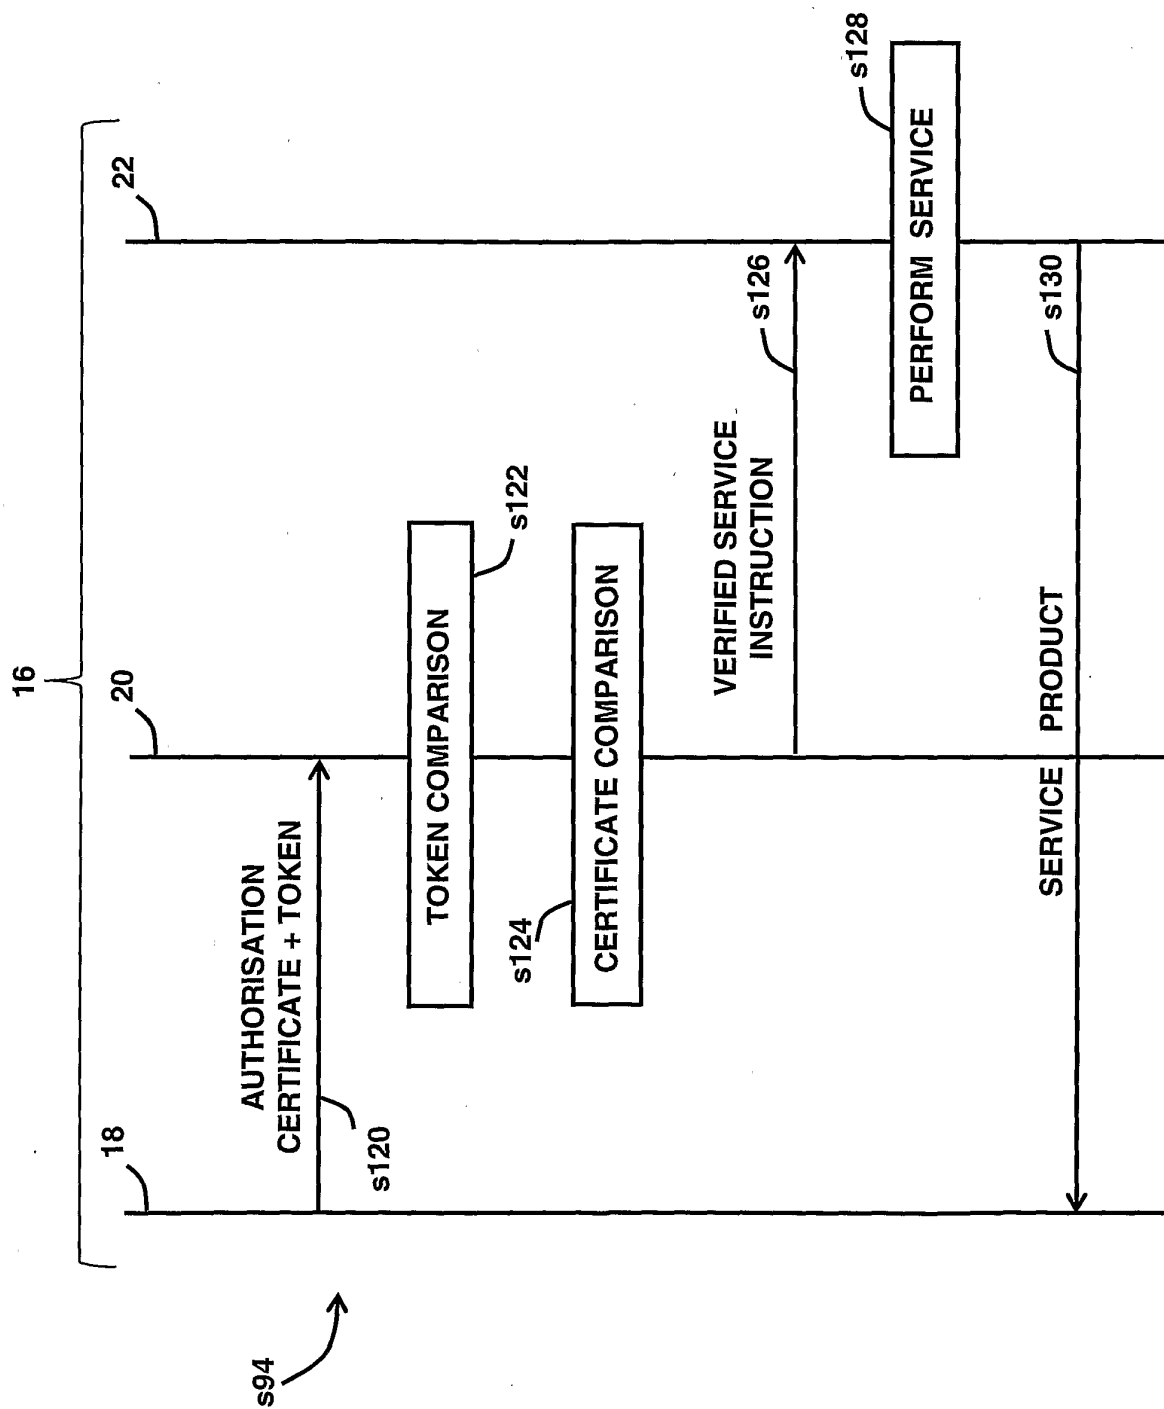 16
18
20
22
s94
AUTHORISATION
CERTIFICATE + TOKEN
s120
TOKEN COMPARISON
s122
s124
CERTIFICATE COMPARISON
VERIFIED SERVICE
INSTRUCTION
s126
s128
PERFORM SERVICE
SERVICE PRODUCT
s130